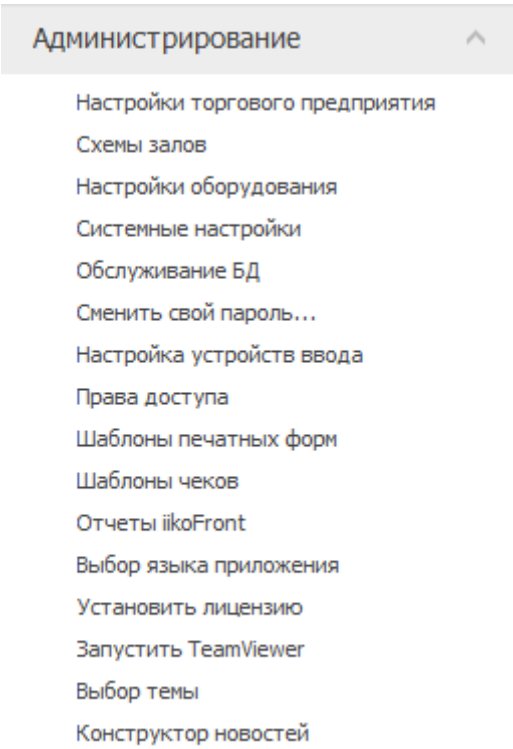 Администрирование
Настройки торгового предприятия
Схемы залов
Настройки оборудования
Системные настройки
Обслуживание БД
Сменить свой пароль...
Настройка устройств ввода
Права доступа
Шаблоны печатных форм
Шаблоны чеков
Отчеты iikoFront
Выбор языка приложения
Установить лицензию
Запустить TeamViewer
Выбор темы
Конструктор новостей